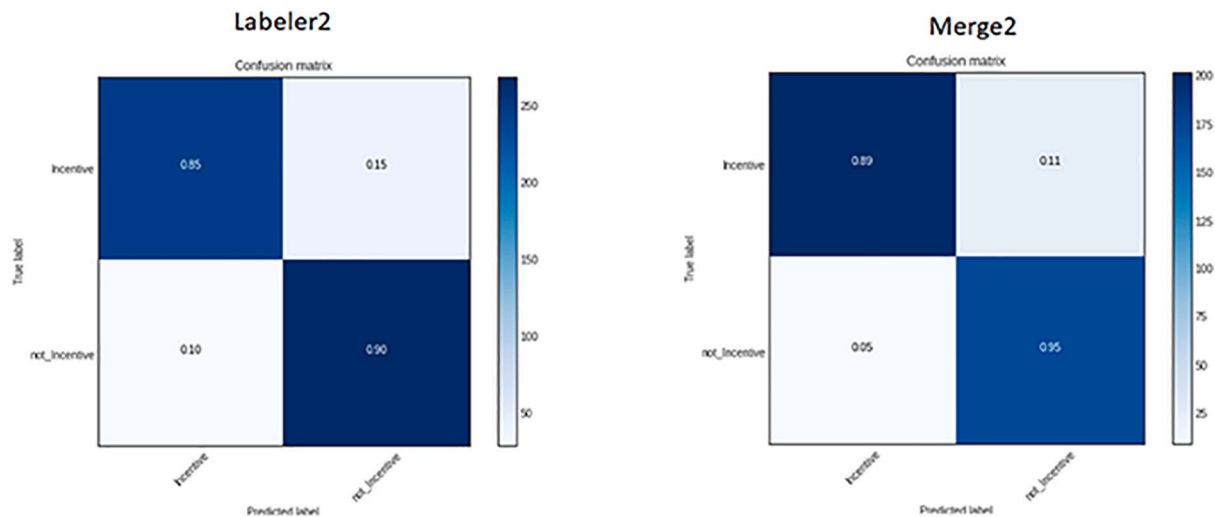 Labeler2
Confusion matrix
Incentive
0.85
0.15
250
200
150
100
50
True label
not_Incentive
0.10
0.90
Incentive
not_Incentive
Predicted label
Merge2
Confusion matrix
Incentive
0.89
0.11
200
175
150
125
100
75
50
25
True label
not_Incentive
0.05
0.95
Incentive
not_Incentive
Predicted label